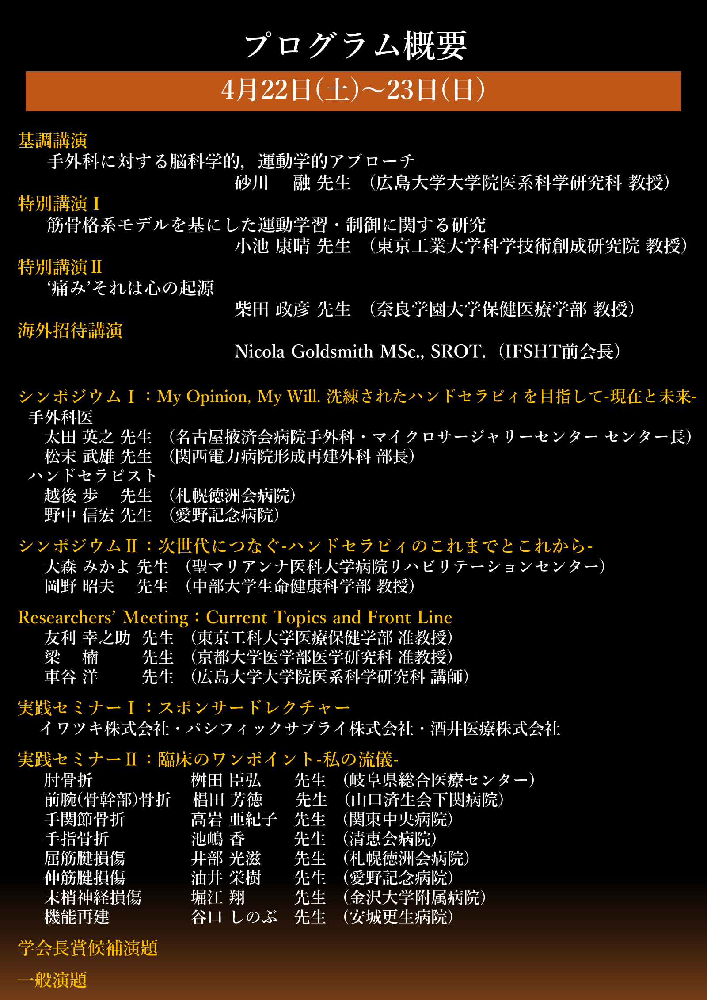 プログラム概要
4月22日(土)～23日(日)
基調講演
手外科に対する脳科学的，運動学的アプローチ
砂川　融 先生 （広島大学大学院医系科学研究科 教授）
特別講演Ⅰ
筋骨格系モデルを基にした運動学習・制御に関する研究
小池 康晴 先生 （東京工業大学科学技術創成研究院 教授）
特別講演Ⅱ
‘痛み’それは心の起源
柴田 政彦 先生 （奈良学園大学保健医療学部 教授）
海外招待講演
Nicola Goldsmith MSc., SROT.（IFSHT前会長）
シンポジウムⅠ：My Opinion, My Will. 洗練されたハンドセラピィを目指して-現在と未来-
手外科医
太田 英之 先生 （名古屋掖済会病院手外科・マイクロサージャリーセンター センター長）
松末 武雄 先生 （関西電力病院形成再建外科 部長）
ハンドセラピスト
越後 歩　先生 （札幌徳洲会病院）
野中 信宏 先生 （愛野記念病院）
シンポジウムⅡ：次世代につなぐ-ハンドセラピィのこれまでとこれから-
大森 みかよ 先生 （聖マリアンナ医科大学病院リハビリテーションセンター）
岡野 昭夫　先生 （中部大学生命健康科学部 教授）
Researchers’ Meeting：Current Topics and Front Line
友利 幸之助 先生 （東京工科大学医療保健学部 准教授）
梁　楠　先生 （京都大学医学部医学研究科 准教授）
車谷 洋　先生 （広島大学大学院医系科学研究科 講師）
実践セミナーⅠ：スポンサードレクチャー
イワツキ株式会社・パシフィックサプライ株式会社・酒井医療株式会社
実践セミナーⅡ：臨床のワンポイント-私の流儀-
肘骨折　桝田 臣弘　先生 （岐阜県総合医療センター）
前腕(骨幹部)骨折　椙田 芳徳　先生 （山口済生会下関病院）
手関節骨折　高岩 亜紀子 先生 （関東中央病院）
手指骨折　池嶋 香　先生 （清恵会病院）
屈筋腱損傷　井部 光滋　先生 （札幌徳洲会病院）
伸筋腱損傷　油井 栄樹　先生 （愛野記念病院）
末梢神経損傷　堀江 翔　先生 （金沢大学附属病院）
機能再建　谷口 しのぶ 先生 （安城更生病院）
学会長賞候補演題
一般演題